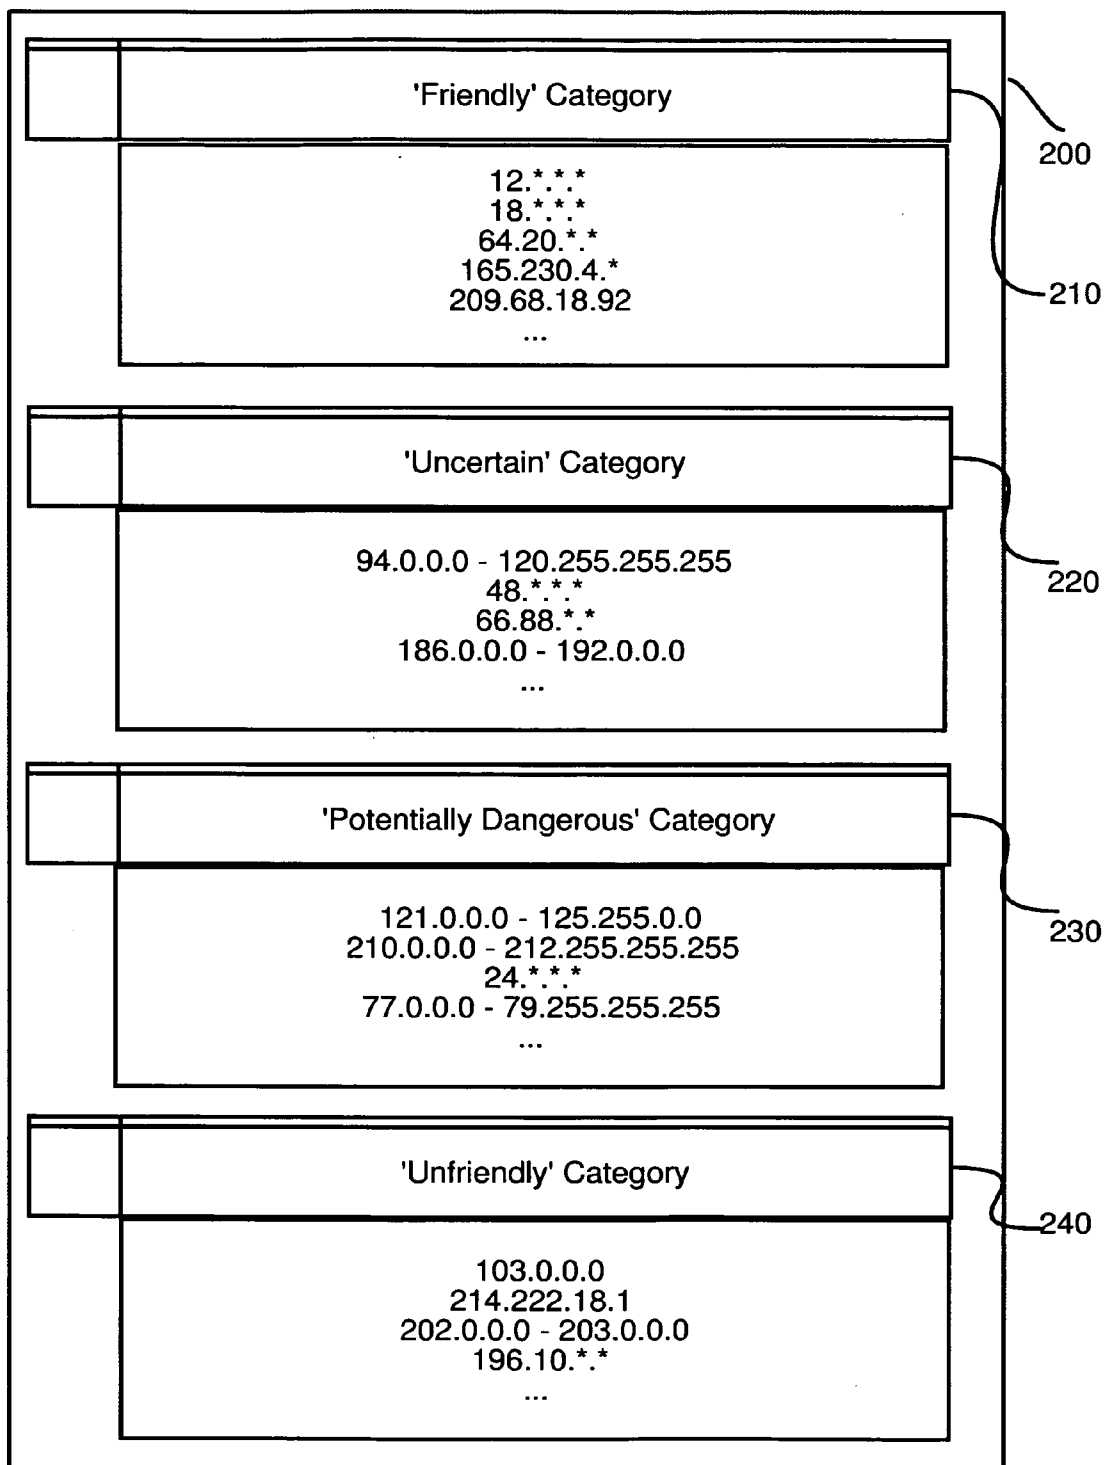 'Friendly' Category
200
12.*.*.*
18.*.*.*
64.20.*.*
165.230.4.*
209.68.18.92
...
210
'Uncertain' Category
94.0.0.0 - 120.255.255.255
48.*.*.*
66.88.*.*
186.0.0.0 - 192.0.0.0
...
220
'Potentially Dangerous' Category
121.0.0.0 - 125.255.0.0
210.0.0.0 - 212.255.255.255
24.*.*.*
77.0.0.0 - 79.255.255.255
...
230
'Unfriendly' Category
240
103.0.0.0
214.222.18.1
202.0.0.0 - 203.0.0.0
196.10.*.*
...